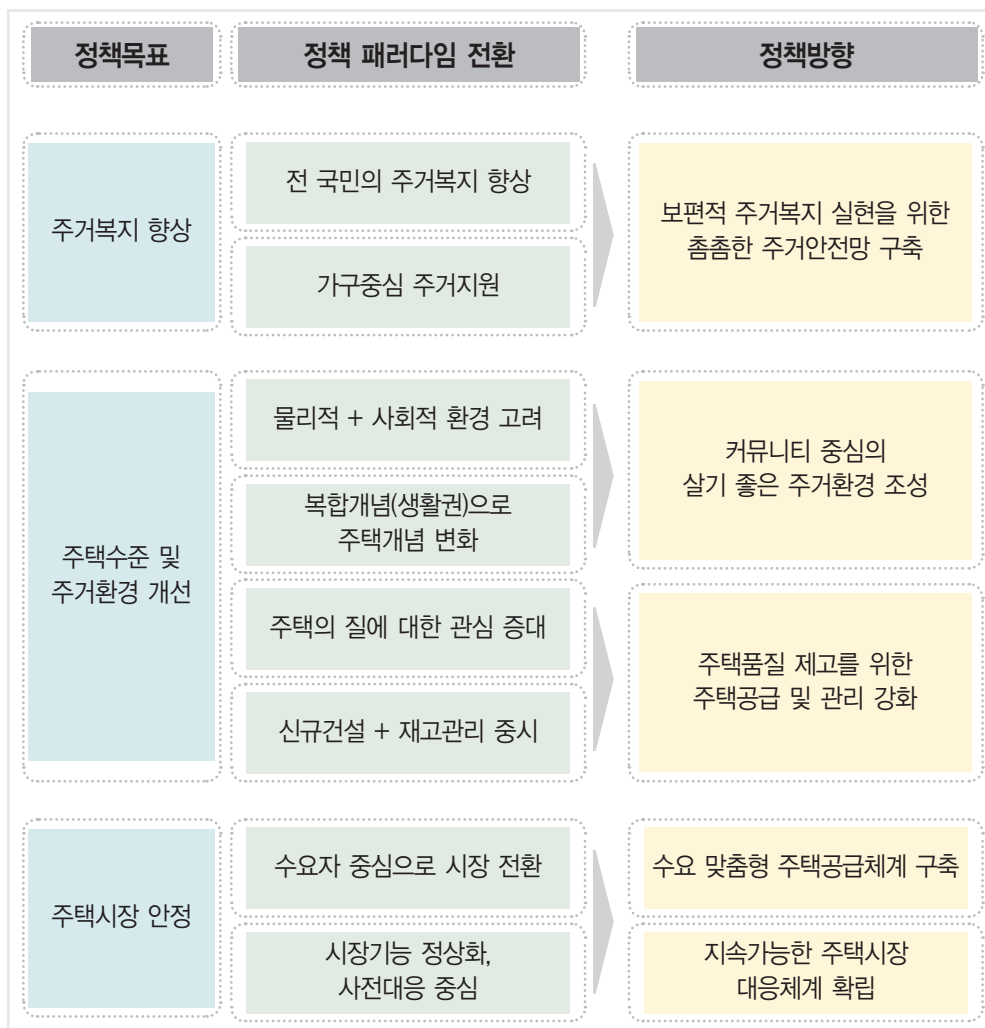 정책목표
정책 패러다임 전환
정책방향
주거복지 향상
전 국민의 주거복지 향상
가구중심 주거지원
보편적 주거복지 실현을 위한
촘촘한 주거안전망 구축
주택수준 및
주거환경 개선
물리적 + 사회적 환경 고려
복합개념(생활권)으로
주택개념 변화
커뮤니티 중심의
살기 좋은 주거환경 조성
주택의 질에 대한 관심 증대
신규건설 + 재고관리 중시
주택품질 제고를 위한
주택공급 및 관리 강화
주택시장 안정
수요자 중심으로 시장 전환
시장기능 정상화,
사전대응 중심
수요 맞춤형 주택공급체계 구축
지속가능한 주택시장
대응체계 확립